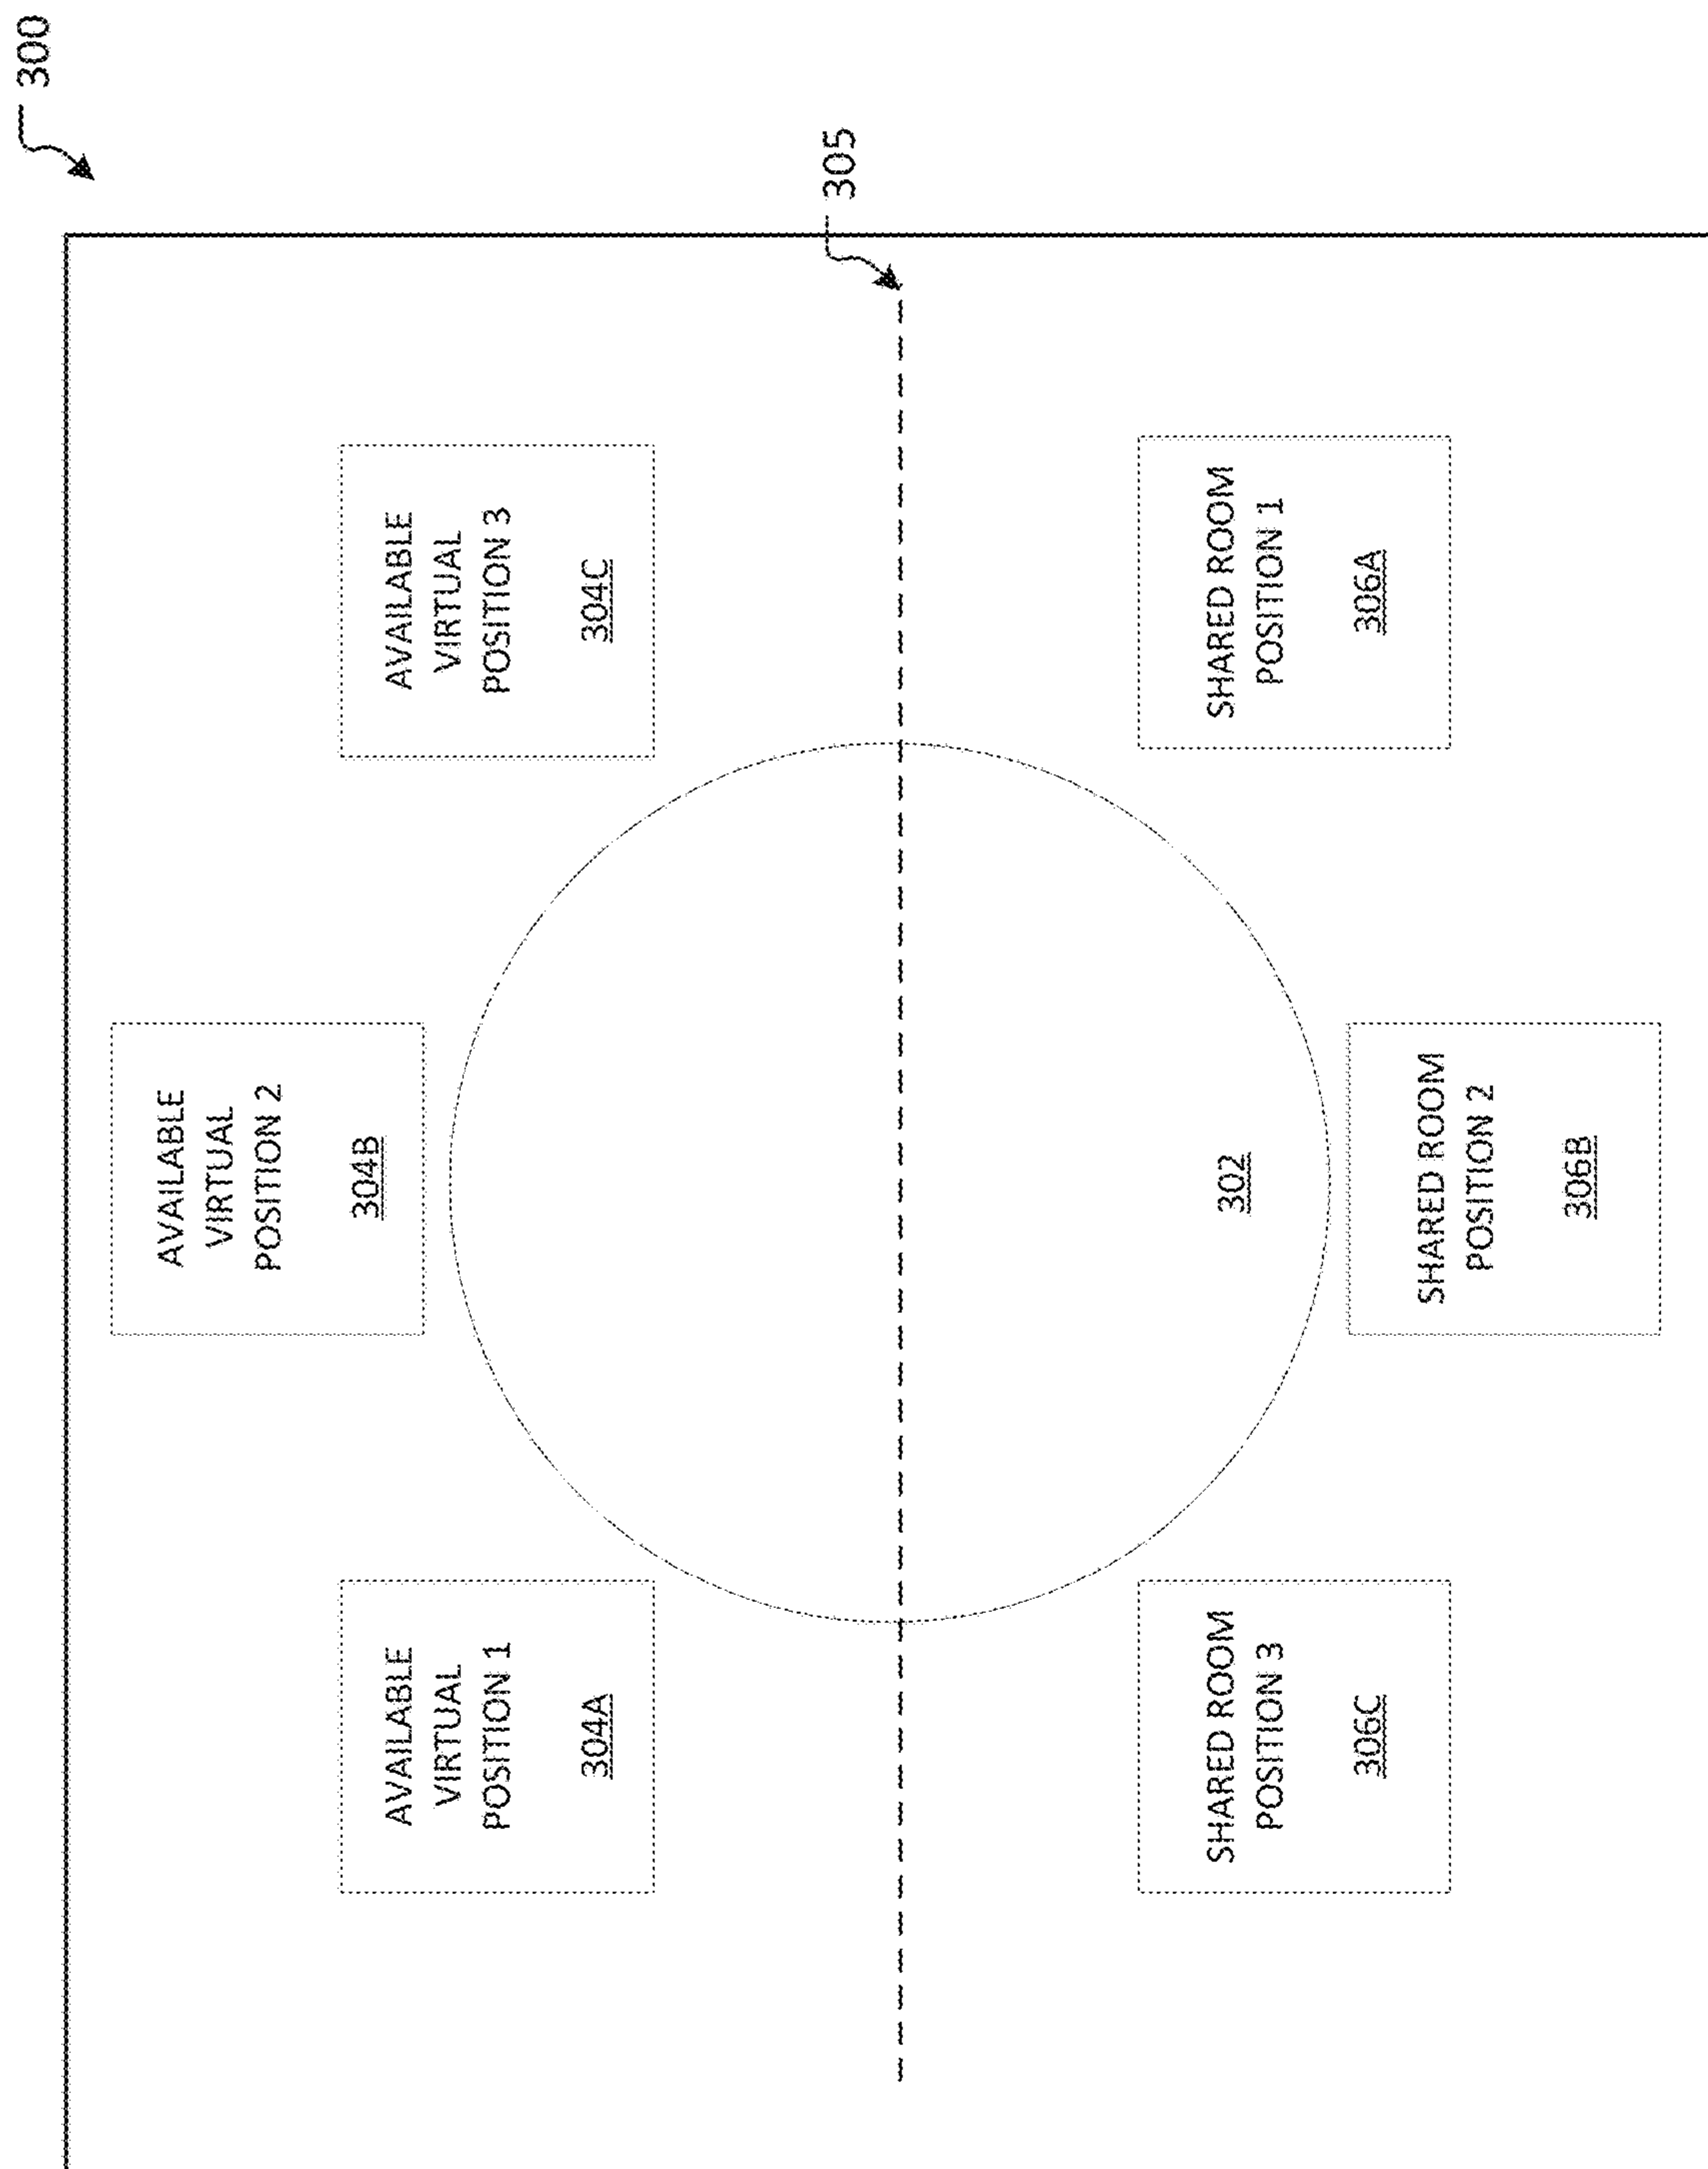 300
305
AVAILABLE
VIRTUAL
POSITION 1
304A
AVAILABLE
VIRTUAL
POSITION 2
304B
AVAILABLE
VIRTUAL
POSITION 3
304C
302
SHARED ROOM
POSITION 3
306C
SHARED ROOM
POSITION 2
306B
SHARED ROOM
POSITION 1
306A